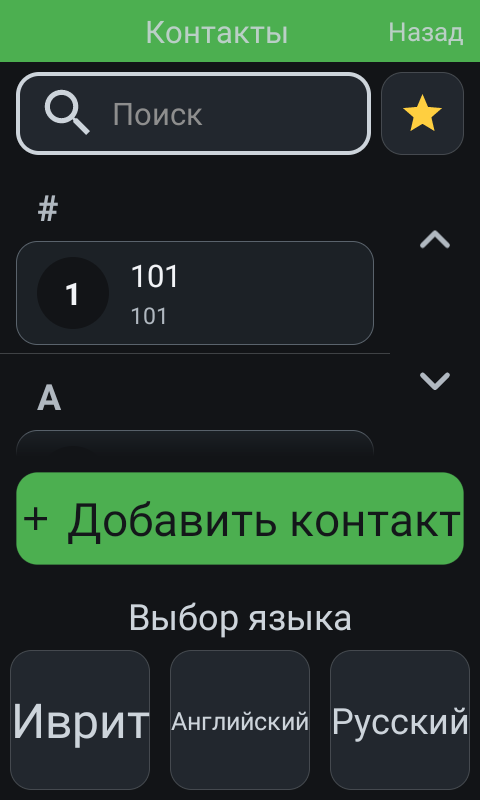 Контакты
Назад
Поиск
#
1
101
101
A
+ Добавить контакт
Выбор языка
Иврит
Английский
Русский